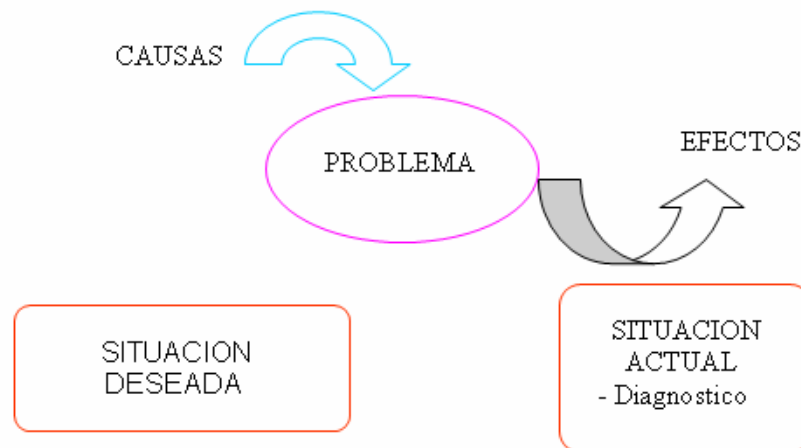 CAUSAS
EFECTOS
PROBLEMA
SITUACION
DESEADA
SITUACION
ACTUAL
- Diagnostico